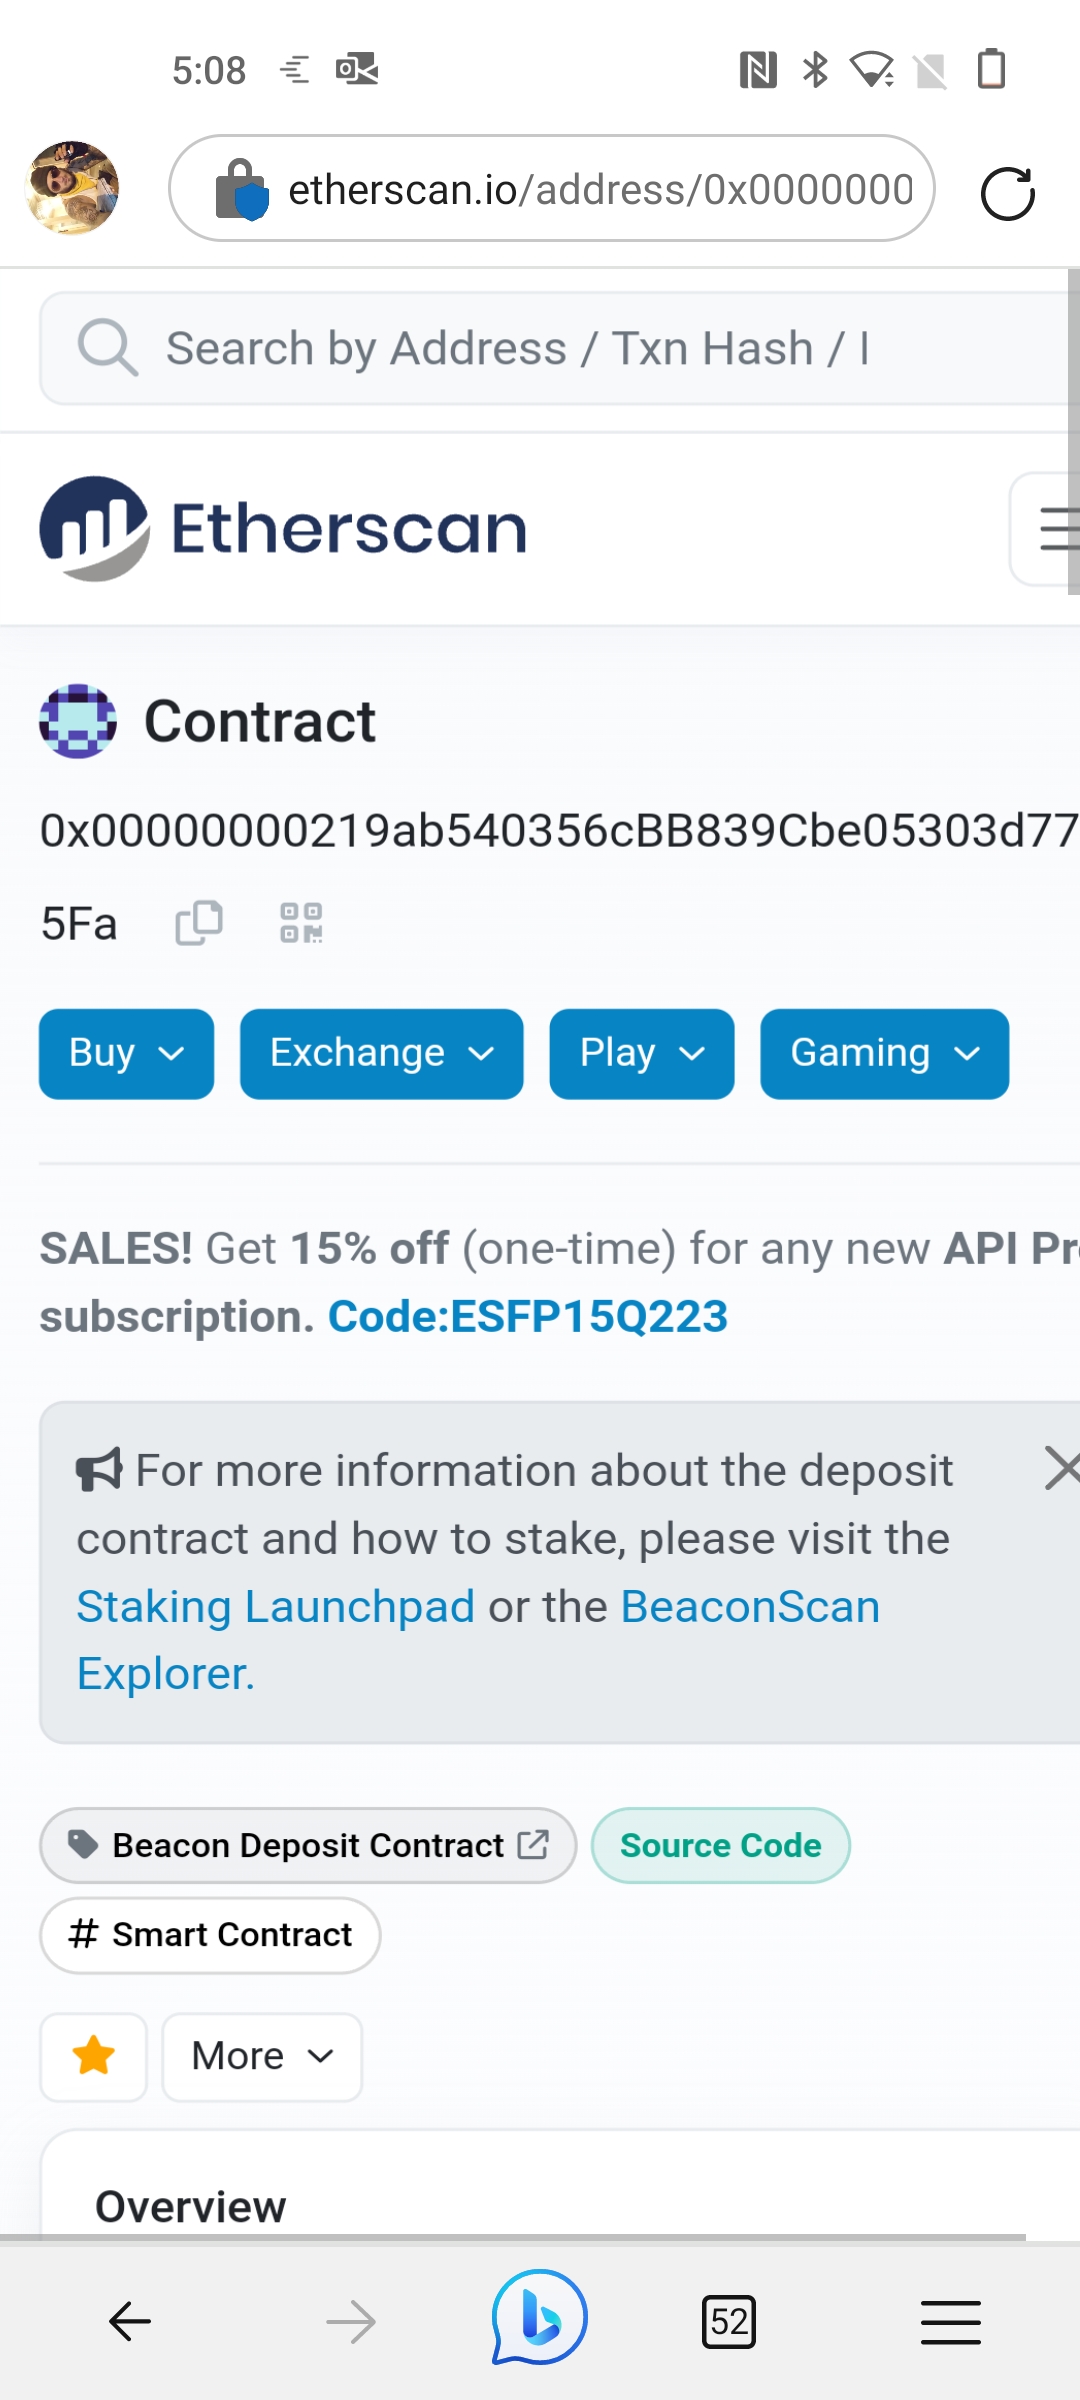 5:08
etherscan.io/address/0x0000000
Search by Address / Txn Hash / I
Etherscan
Contract
0x00000000219ab540356cBB839Cbe05303d77
5Fa
Buy Exchange Play Gaming
SALES! Get 15% off (one-time) for any new API Pr
subscription. Code:ESFP15Q223
For more information about the deposit
contract and how to stake, please visit the
Staking Launchpad or the BeaconScan
Explorer.
Beacon Deposit Contract Source Code
# Smart Contract
More
Overview
52